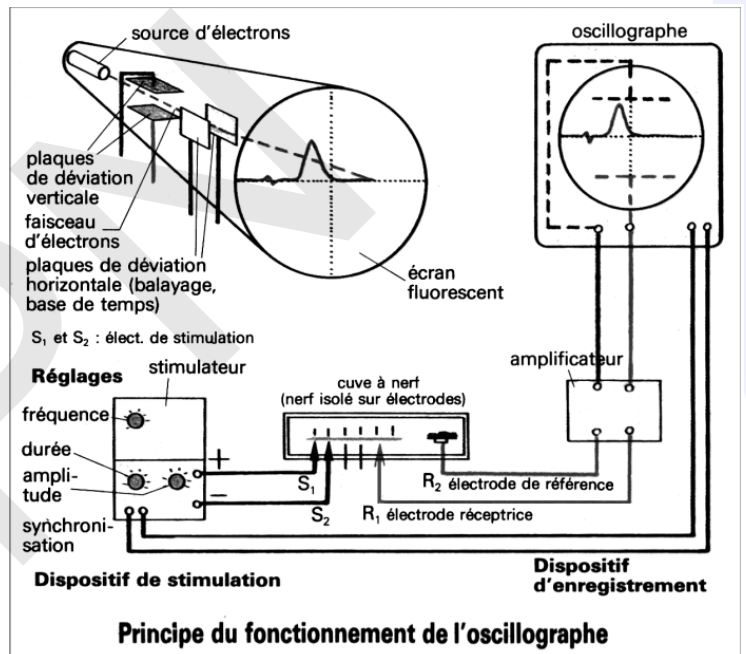 source d'électrons
oscillographe
plaques
de déviation
verticale
faisceau
d'électrons
plaques de déviation
horizontale (balayage,
base de temps)
écran
fluorescent
S₁ et S₂ : élect. de stimulation
Réglages
stimulateur
fréquence
durée
ampli-
tude
synchroni-
sation
+
−
cuve à nerf
(nerf isolé sur électrodes)
S₁
S₂
R₂ électrode de référence
R₁ électrode réceptrice
amplificateur
Dispositif de stimulation
Dispositif
d'enregistrement
Principe du fonctionnement de l'oscillographe